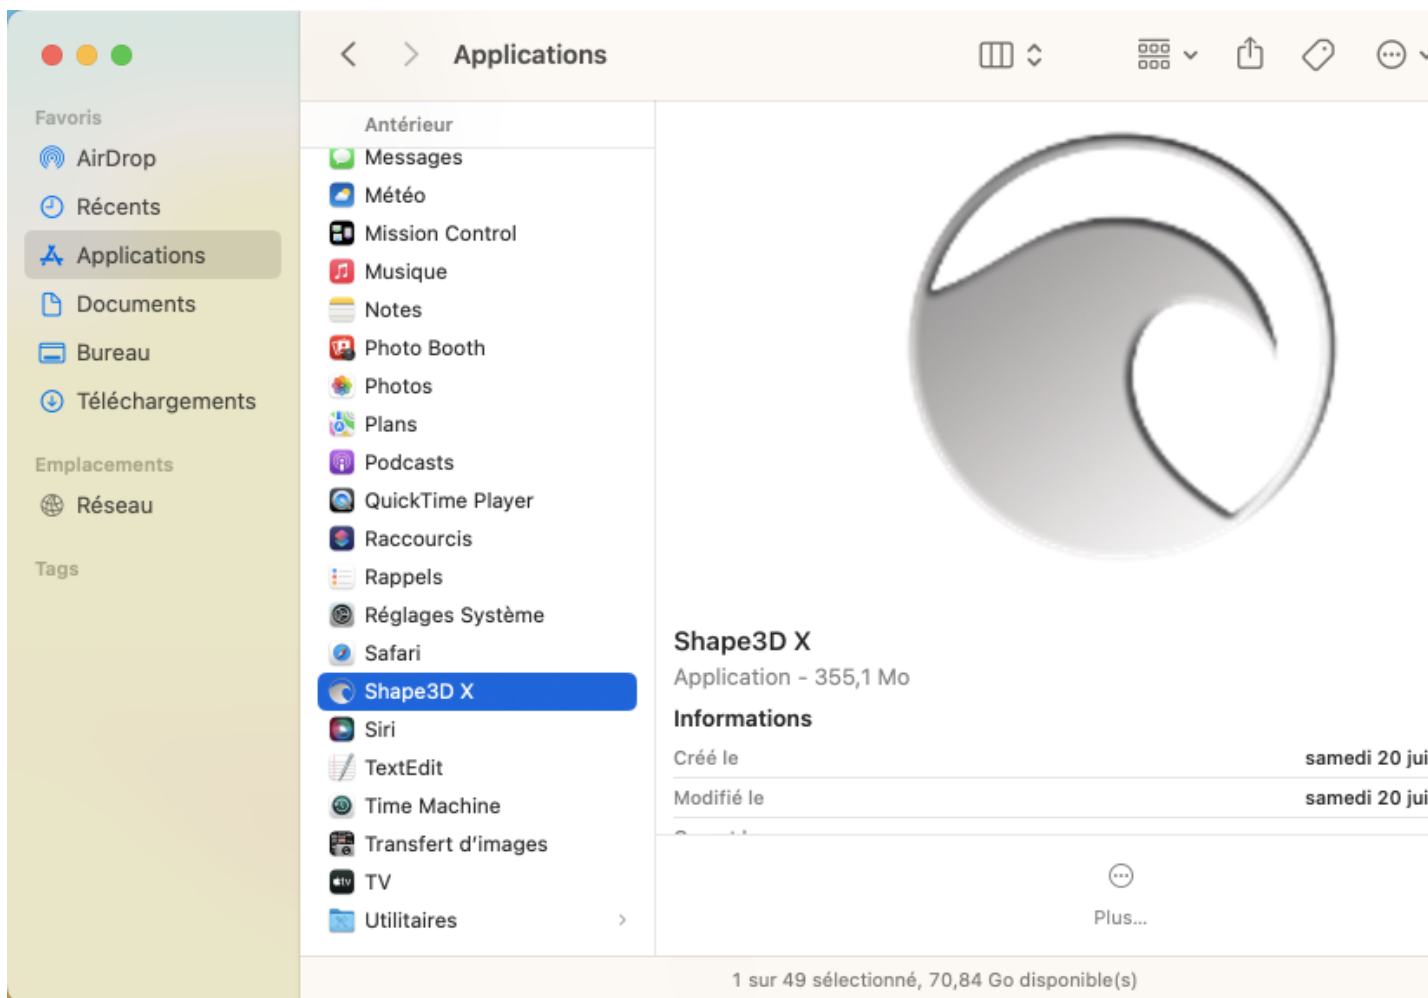 Applications
Favoris
AirDrop
Récents
Applications
Documents
Bureau
Téléchargements
Emplacements
Réseau
Tags
Antérieur
Messages
Météo
Mission Control
Musique
Notes
Photo Booth
Photos
Plans
Podcasts
QuickTime Player
Raccourcis
Rappels
Réglages Système
Safari
Shape3D X
Siri
TextEdit
Time Machine
Transfert d'images
TV
Utilitaires
Shape3D X
Application - 355,1 Mo
Informations
Créé le samedi 20 jui
Modifié le samedi 20 jui
Plus...
1 sur 49 sélectionné, 70,84 Go disponible(s)